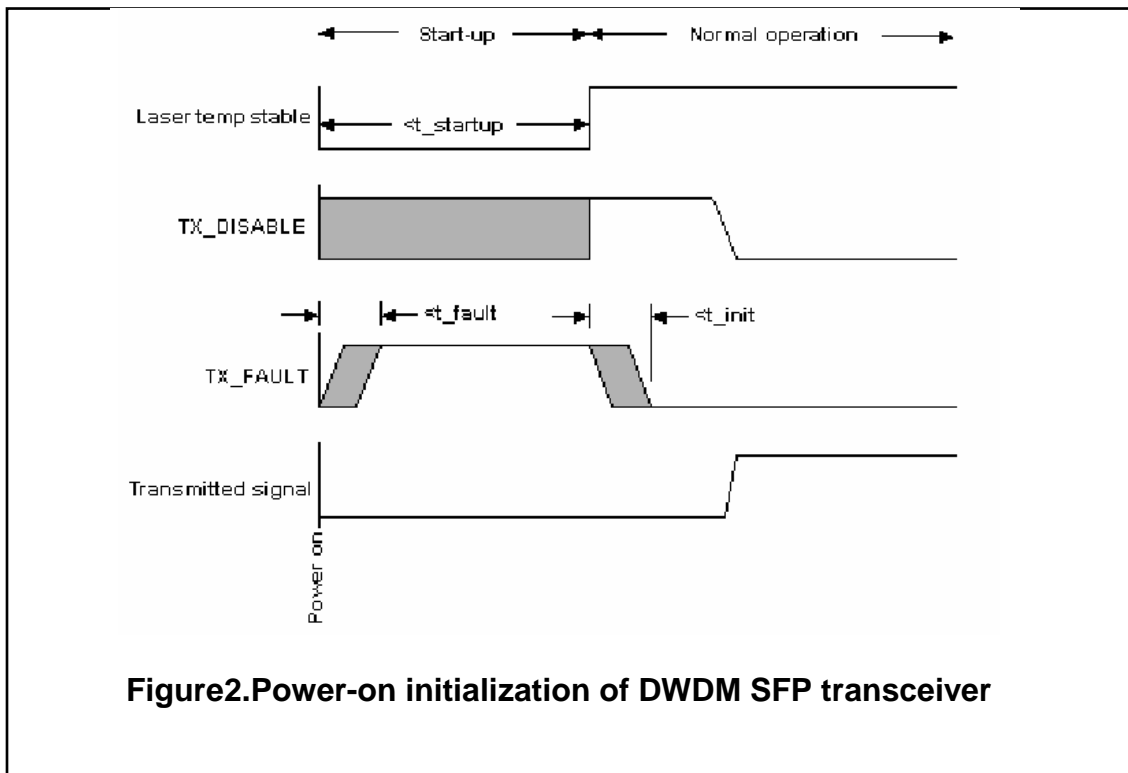 Start-up
Normal operation
Laser temp stable
<t_startup
TX_DISABLE
<t_fault
<t_init
TX_FAULT
Transmitted signal
Power on
Figure2.Power-on initialization of DWDM SFP transceiver